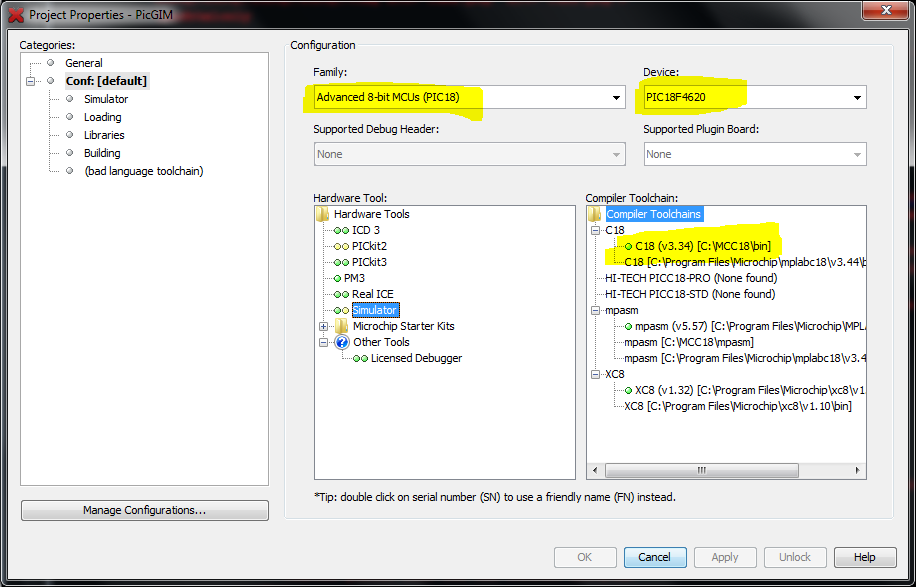 Project Properties - PicGIM
Categories:
General
Conf: [default]
Simulator
Loading
Libraries
Building
(bad language toolchain)
Manage Configurations...
Configuration
Family:
Device:
Advanced 8-bit MCUs (PIC18)
PIC18F4620
Supported Debug Header:
Supported Plugin Board:
None
None
Hardware Tool:
Hardware Tools
ICD 3
PICkit2
PICkit3
PM3
Real ICE
Simulator
Microchip Starter Kits
Other Tools
Licensed Debugger
Compiler Toolchain:
Compiler Toolchains
C18
C18 (v3.34) [C:\MCC18\bin]
C18 [C:\Program Files\Microchip\mplabc18\v3.44\b
HI-TECH PICC18-PRO (None found)
HI-TECH PICC18-STD (None found)
mpasm
mpasm (v5.57) [C:\Program Files\Microchip\MPLA
mpasm [C:\MCC18\mpasm]
mpasm [C:\Program Files\Microchip\mplabc18\v3.4
XC8
XC8 (v1.32) [C:\Program Files\Microchip\xc8\v1.
XC8 [C:\Program Files\Microchip\xc8\v1.10\bin]
*Tip: double click on serial number (SN) to use a friendly name (FN) instead.
OK
Cancel
Apply
Unlock
Help